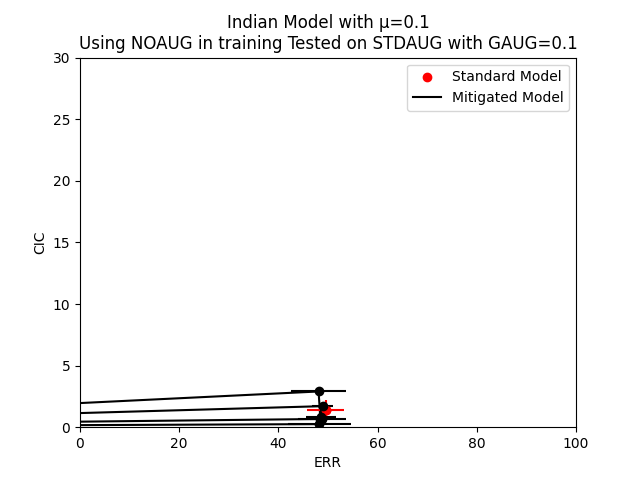 Indian Model with µ=0.1
Using NOAUG in training Tested on STDAUG with GAUG=0.1
Standard Model
Mitigated Model
CIC
30
25
20
15
10
5
0
0 20 40 60 80 100
ERR